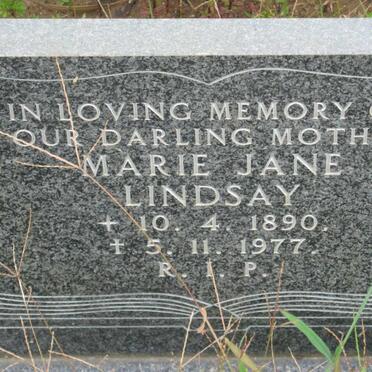 IN LOVING MEMORY
OUR DARLING MOTH
MARIE JANE
LINDSAY
+ 10. 4. 1890.
† 5. 11. 1977.
R. I. P.